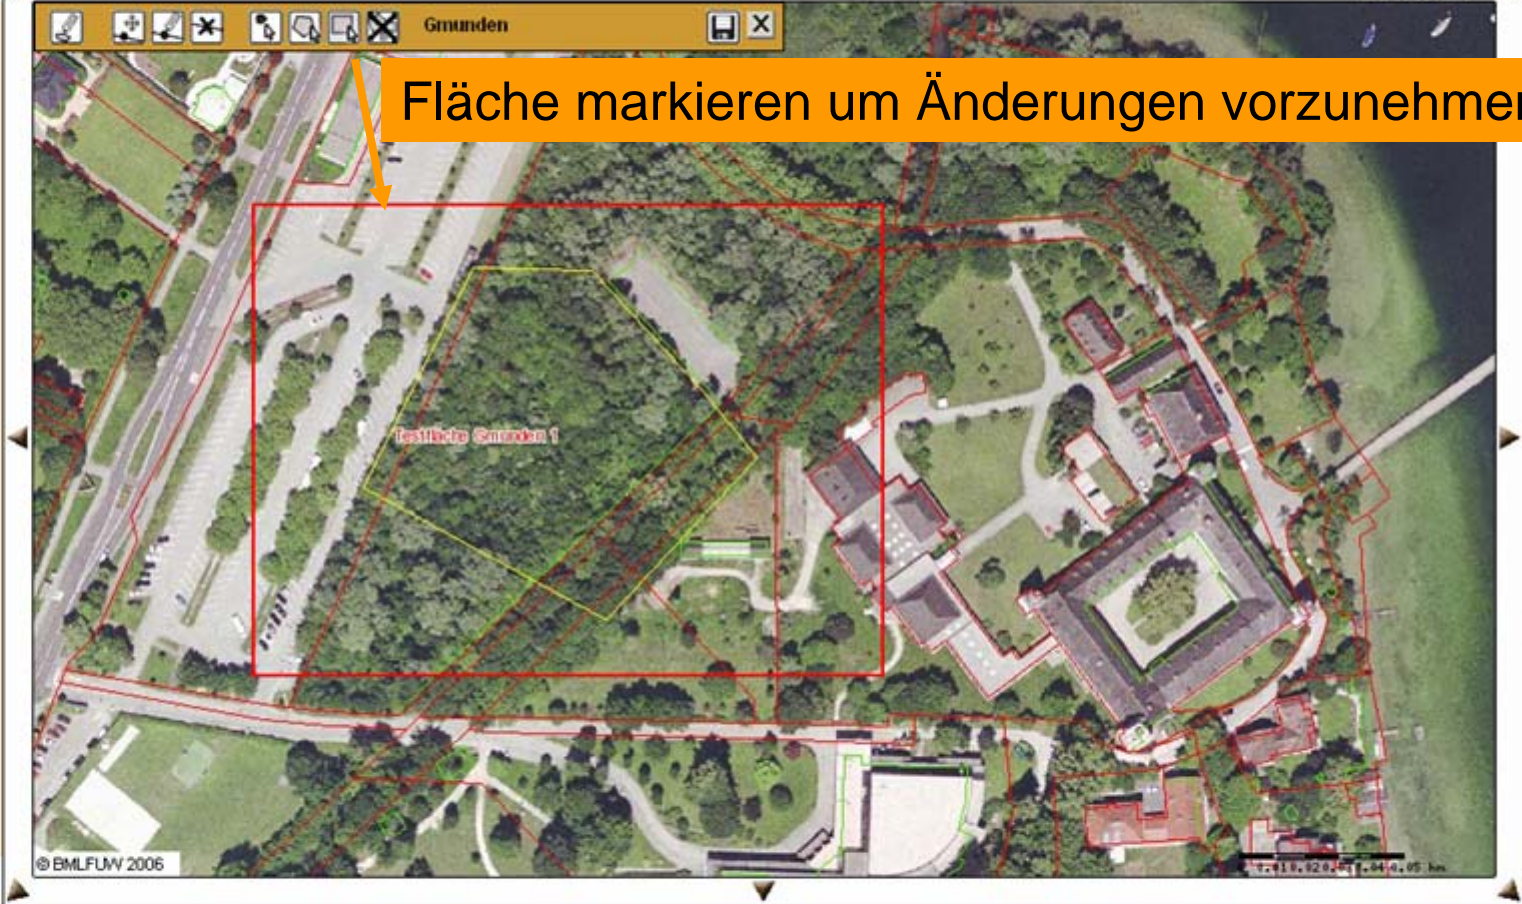 Gmunden
Fläche markieren um Änderungen vorzunehmen
Testfläche Gmunden 1
© BMLFUW 2006